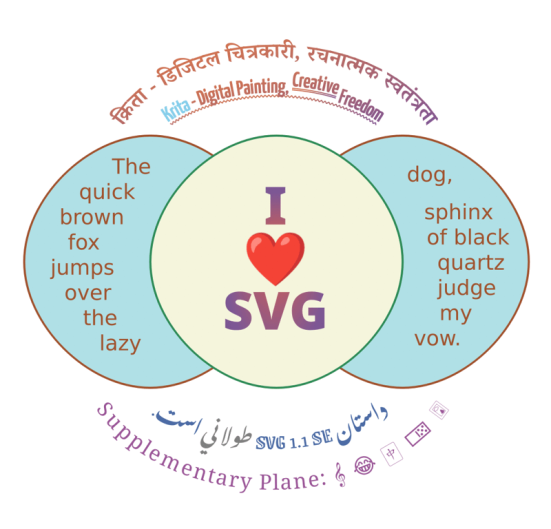 क्रिता - डिजिटल चित्रकारी, रचनात्मक स्वतंत्रता
Krita - Digital Painting, Creative Freedom
The
quick
brown
fox
jumps
over
the
lazy
I
❤️
SVG
dog,
sphinx
of black
quartz
judge
my
vow.
داستان SVG 1.1 SE طولاني است.
Supplementary Plane: 𝄞 😂 🀄